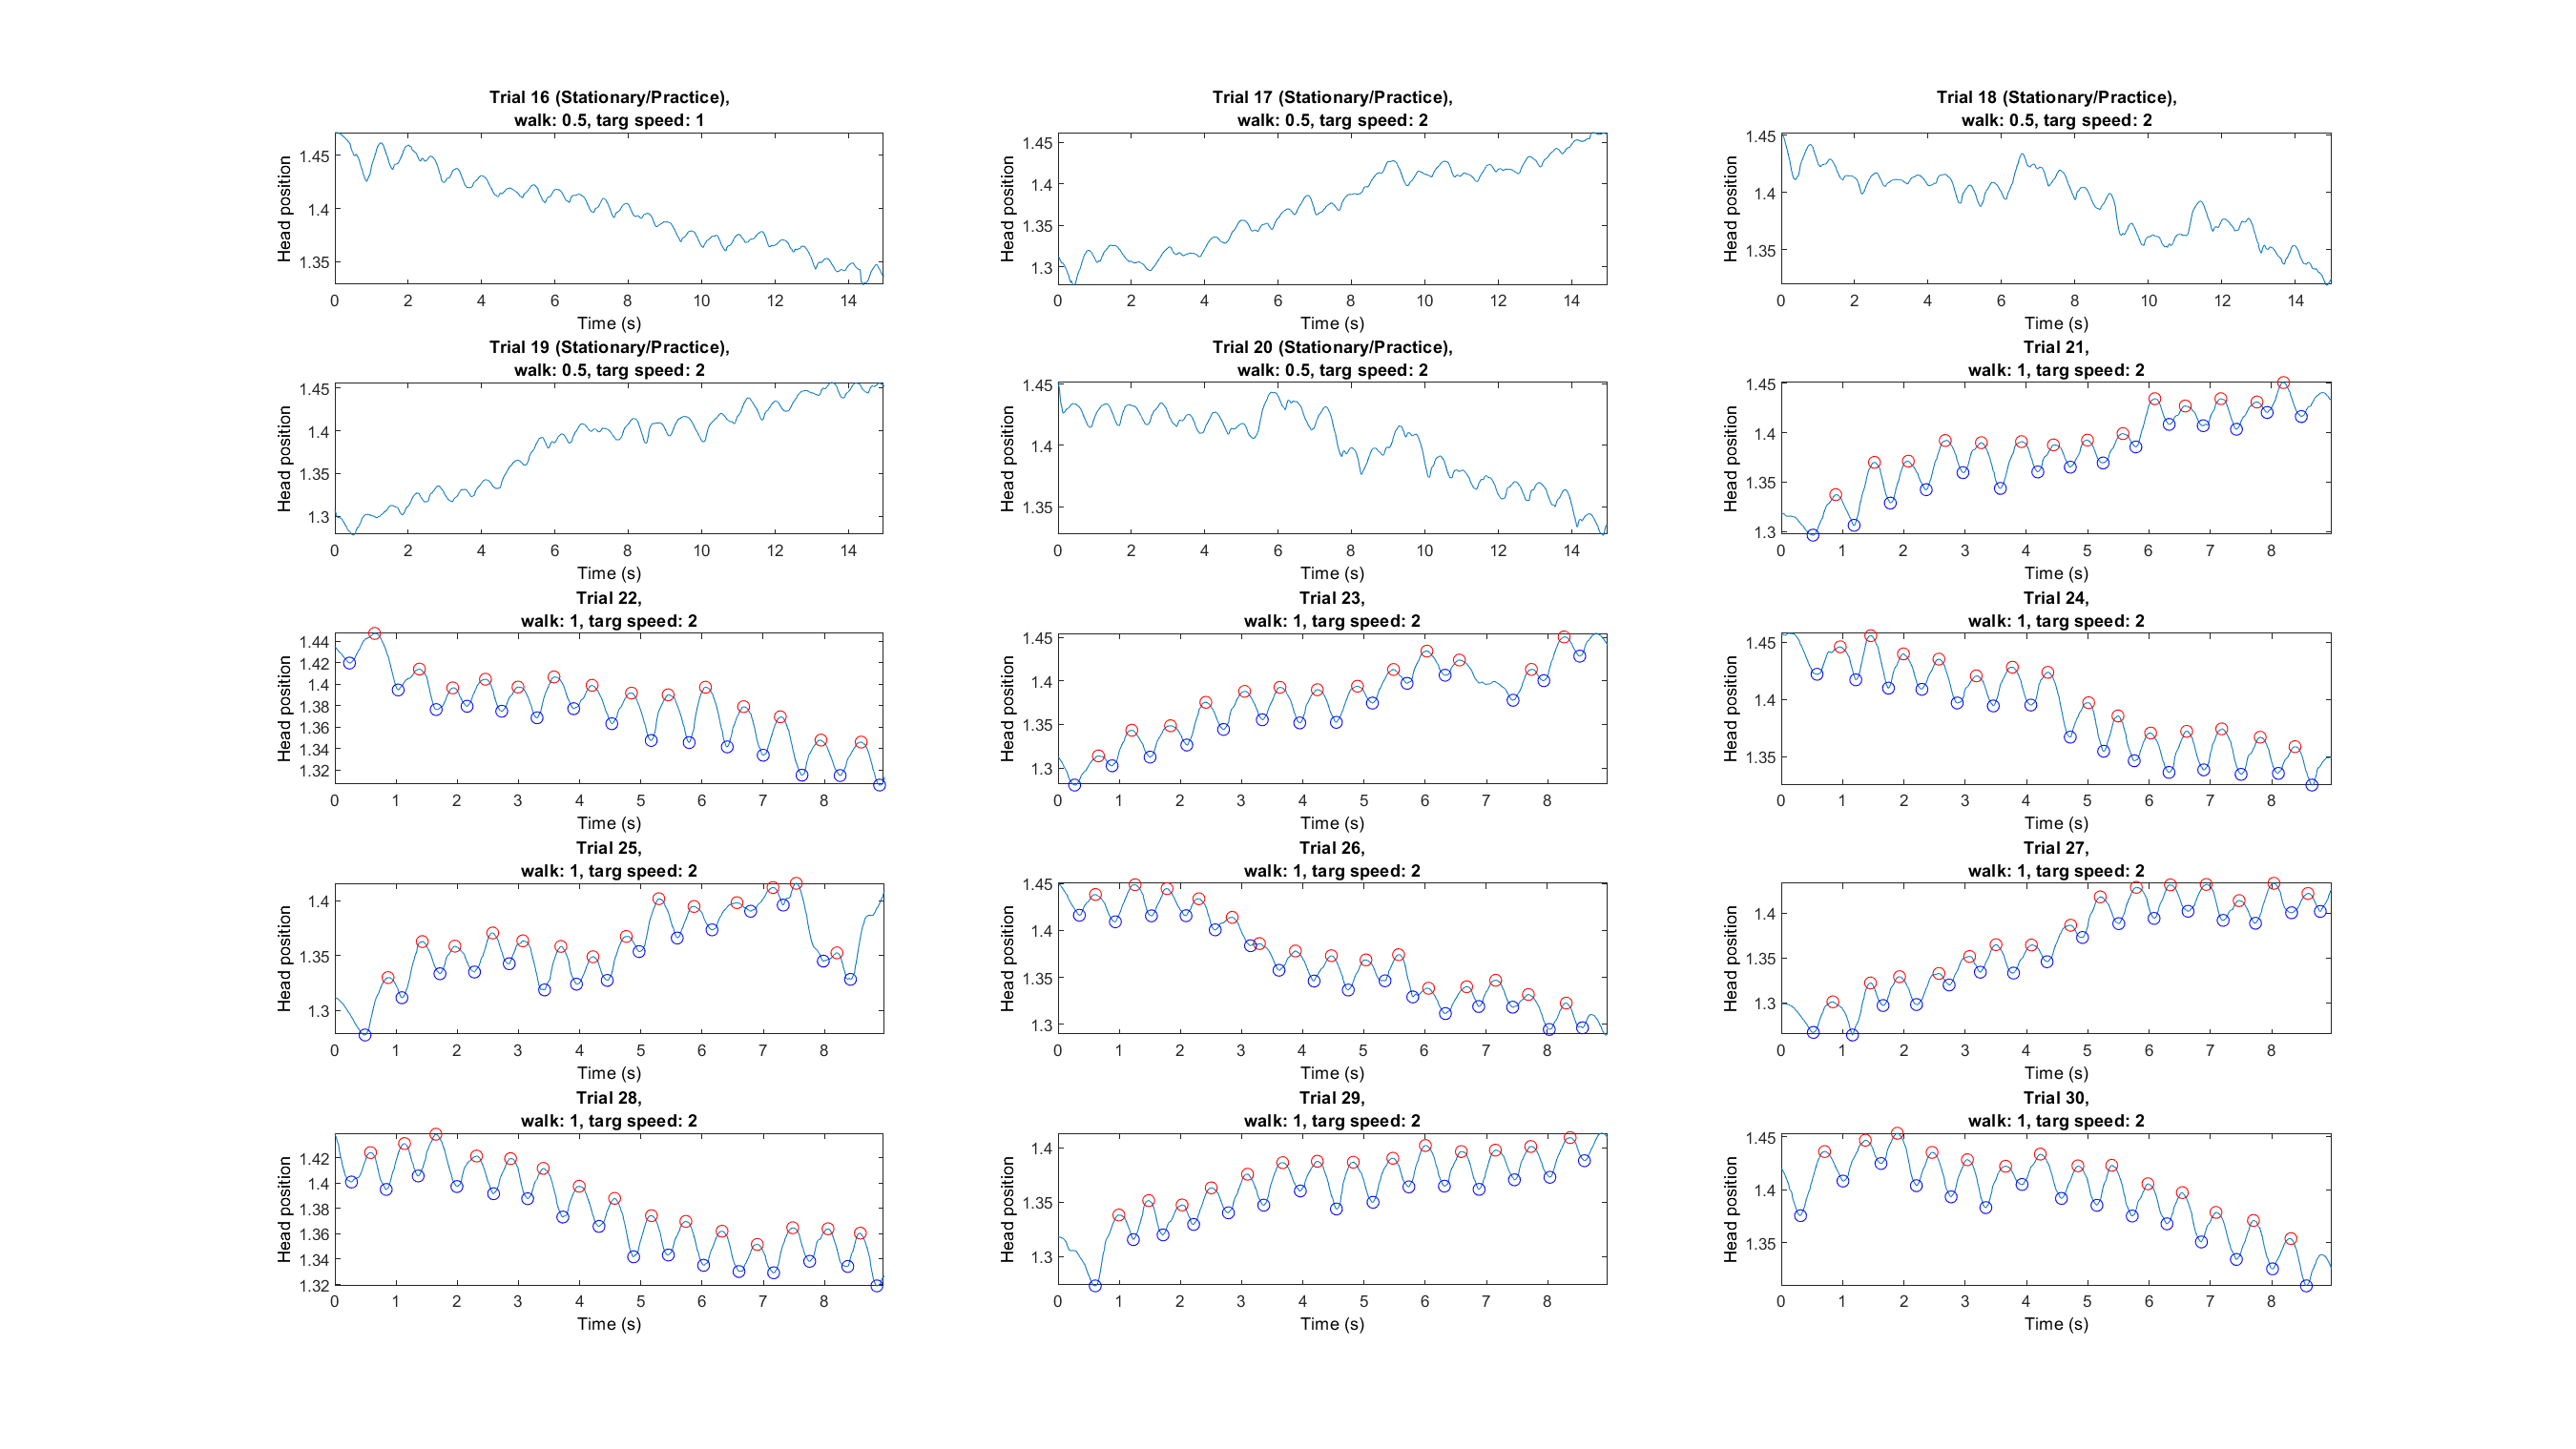 Trial 16 (Stationary/Practice),
walk: 0.5, targ speed: 1
Head position
1.45
1.4
1.35
0 2 4 6 8 10 12 14
Time (s)
Trial 17 (Stationary/Practice),
walk: 0.5, targ speed: 2
Head position
1.45
1.4
1.35
1.3
0 2 4 6 8 10 12 14
Time (s)
Trial 18 (Stationary/Practice),
walk: 0.5, targ speed: 2
Head position
1.45
1.4
1.35
0 2 4 6 8 10 12 14
Time (s)
Trial 19 (Stationary/Practice),
walk: 0.5, targ speed: 2
Head position
1.45
1.4
1.35
1.3
0 2 4 6 8 10 12 14
Time (s)
Trial 20 (Stationary/Practice),
walk: 0.5, targ speed: 2
Head position
1.45
1.4
1.35
0 2 4 6 8 10 12 14
Time (s)
Trial 21,
walk: 1, targ speed: 2
Head position
1.45
1.4
1.35
1.3
0 1 2 3 4 5 6 7 8
Time (s)
Trial 22,
walk: 1, targ speed: 2
Head position
1.44
1.42
1.4
1.38
1.36
1.34
1.32
0 1 2 3 4 5 6 7 8
Time (s)
Trial 23,
walk: 1, targ speed: 2
Head position
1.45
1.4
1.35
1.3
0 1 2 3 4 5 6 7 8
Time (s)
Trial 24,
walk: 1, targ speed: 2
Head position
1.45
1.4
1.35
0 1 2 3 4 5 6 7 8
Time (s)
Trial 25,
walk: 1, targ speed: 2
Head position
1.4
1.35
1.3
0 1 2 3 4 5 6 7 8
Time (s)
Trial 26,
walk: 1, targ speed: 2
Head position
1.45
1.4
1.35
1.3
0 1 2 3 4 5 6 7 8
Time (s)
Trial 27,
walk: 1, targ speed: 2
Head position
1.4
1.35
1.3
0 1 2 3 4 5 6 7 8
Time (s)
Trial 28,
walk: 1, targ speed: 2
Head position
1.42
1.4
1.38
1.36
1.34
1.32
0 1 2 3 4 5 6 7 8
Time (s)
Trial 29,
walk: 1, targ speed: 2
Head position
1.4
1.35
1.3
0 1 2 3 4 5 6 7 8
Time (s)
Trial 30,
walk: 1, targ speed: 2
Head position
1.45
1.4
1.35
0 1 2 3 4 5 6 7 8
Time (s)